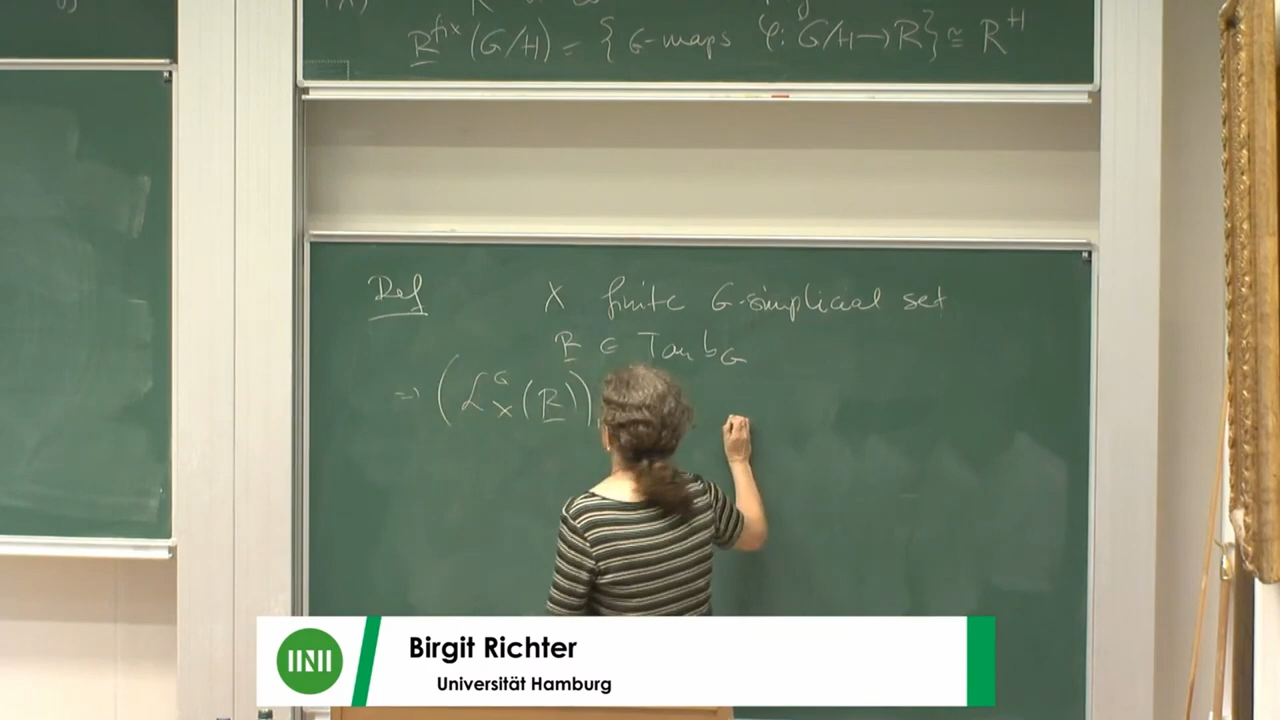 R^fix (G/H) = { G-maps φ: G/H → R } ≅ R^H
Def X finite G-simplicial set
R ∈ Tamb_G
⇒ (ℒ^G_X (R))
Birgit Richter
Universität Hamburg